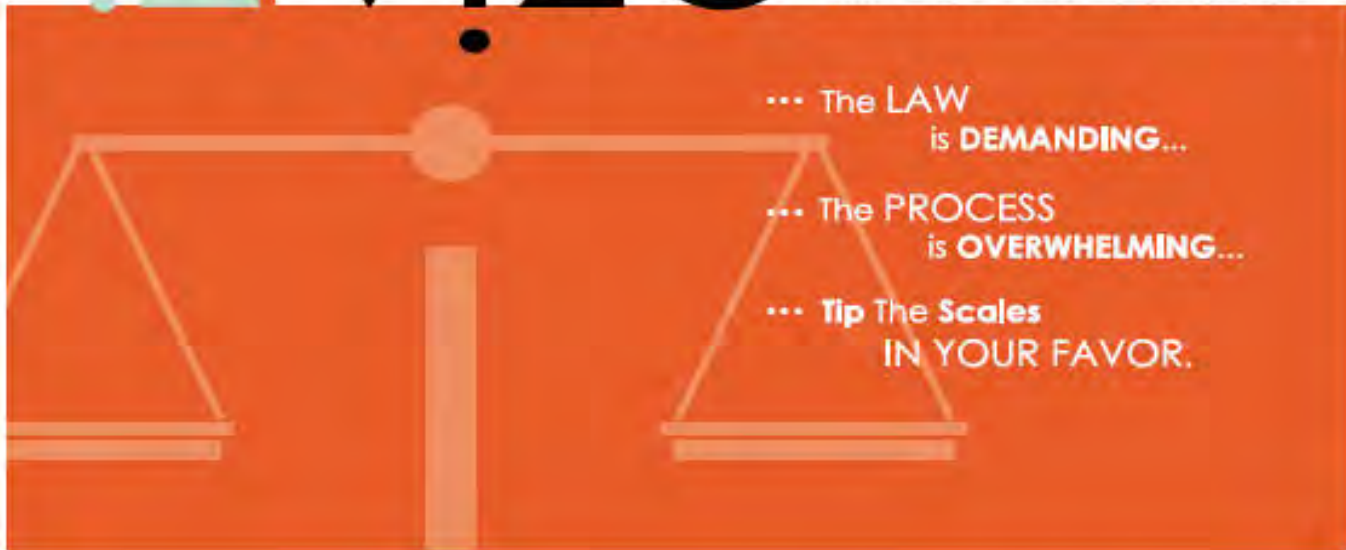 ... The LAW
is DEMANDING...
... The PROCESS
is OVERWHELMING...
... Tip The Scales
IN YOUR FAVOR.